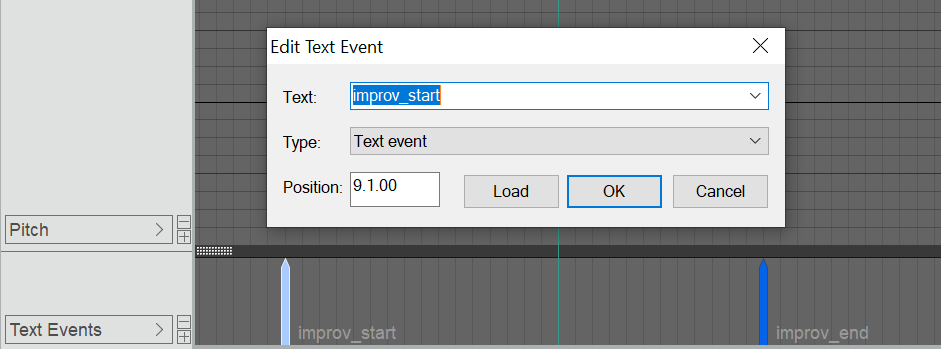 Edit Text Event
Text: improv_start
Type: Text event
Position: 9.1.00 Load OK Cancel
Pitch
Text Events improv_start improv_end